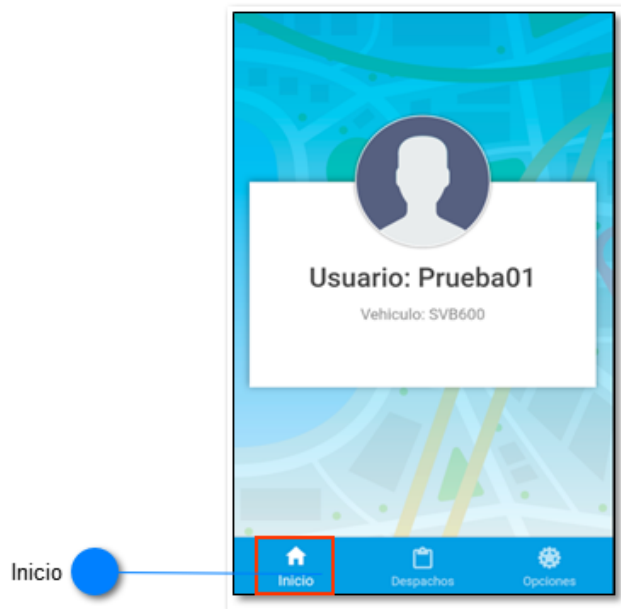 Usuario: Prueba01
Vehiculo: SVB600
Inicio
Inicio Despachos Opciones